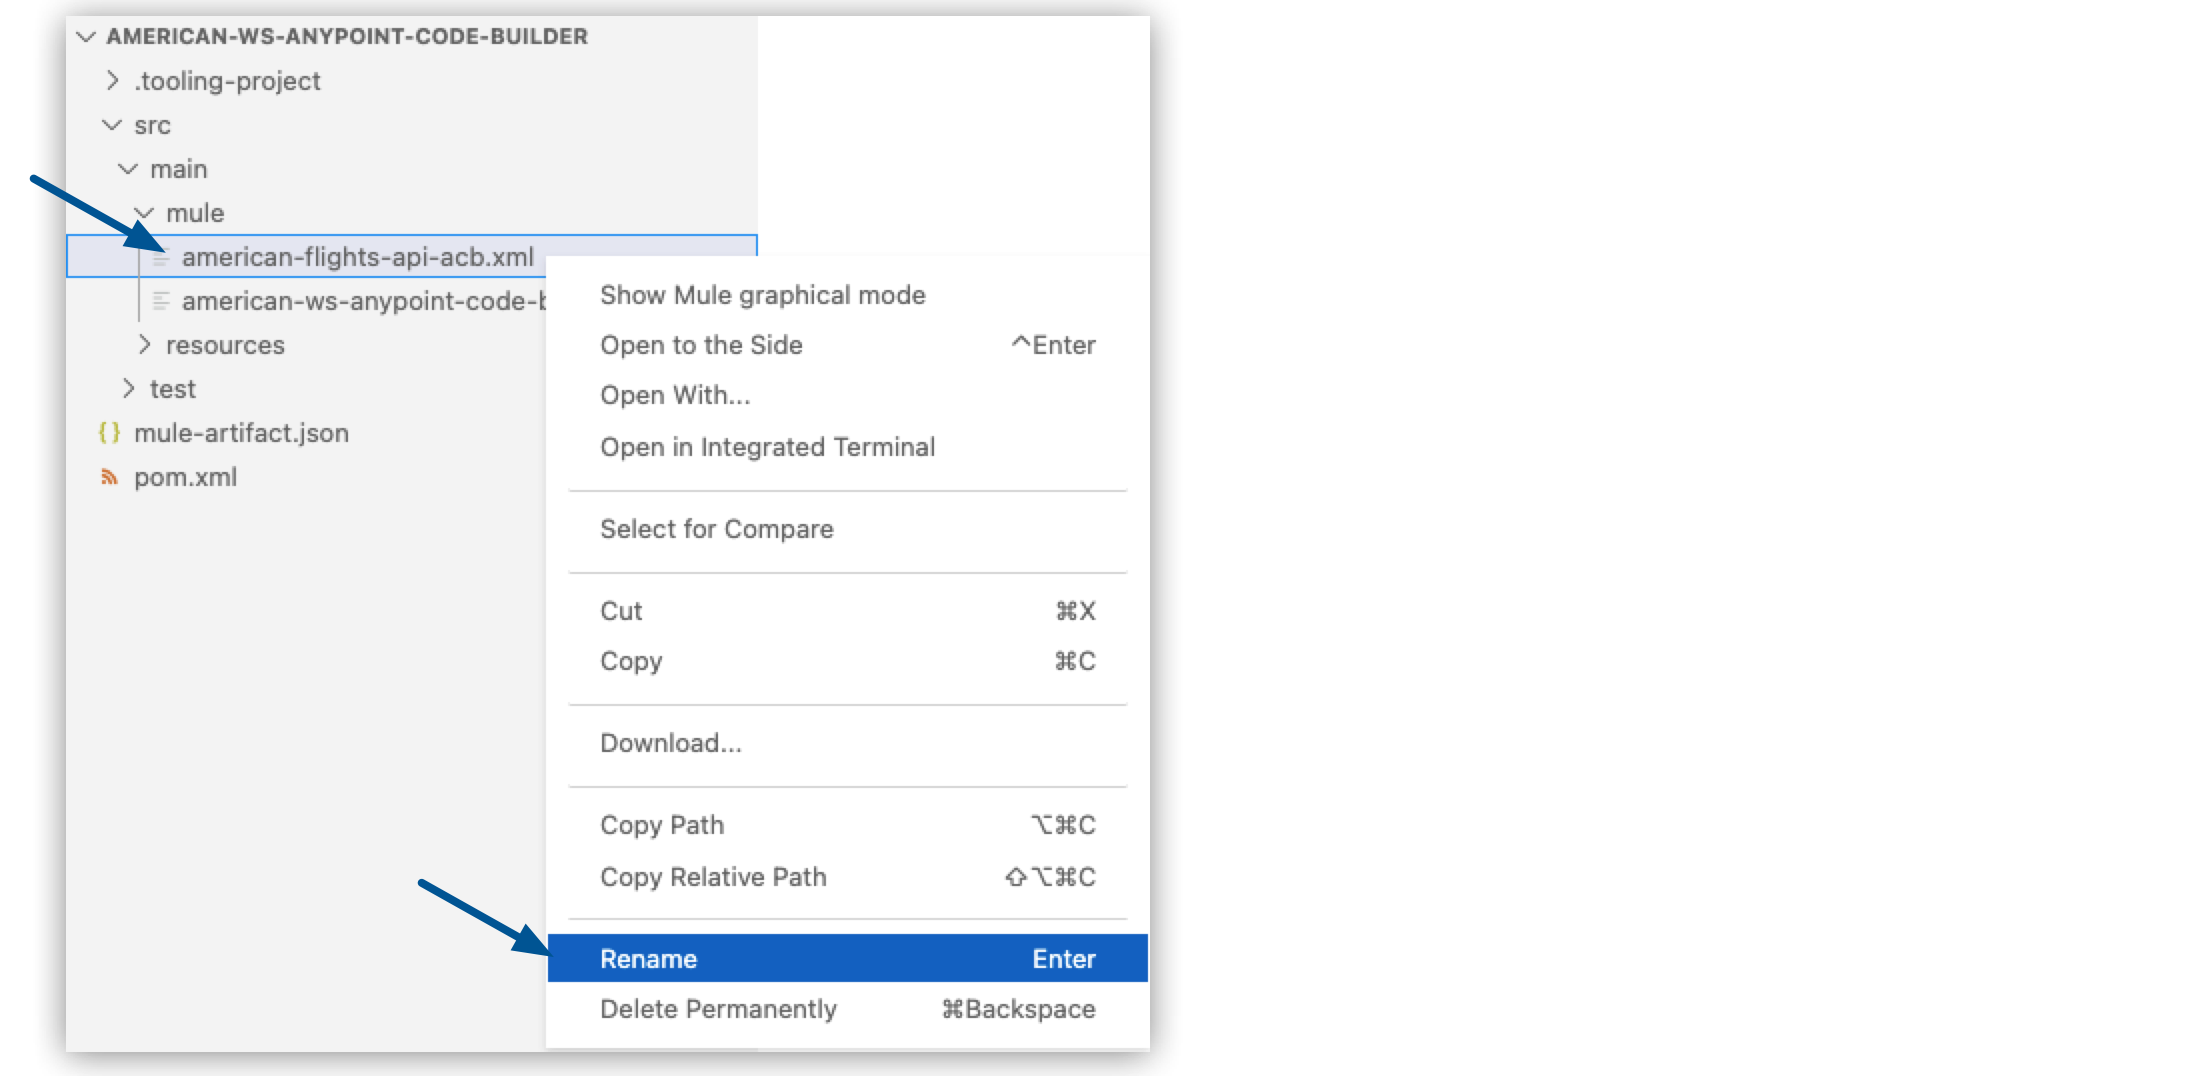 AMERICAN-WS-ANYPOINT-CODE-BUILDER
.tooling-project
src
main
mule
american-flights-api-acb.xml
american-ws-anypoint-code-b
resources
test
mule-artifact.json
pom.xml
Show Mule graphical mode
Open to the Side ^Enter
Open With...
Open in Integrated Terminal
Select for Compare
Cut ⌘X
Copy ⌘C
Download...
Copy Path ⌥⌘C
Copy Relative Path ⇧⌥⌘C
Rename Enter
Delete Permanently ⌘Backspace